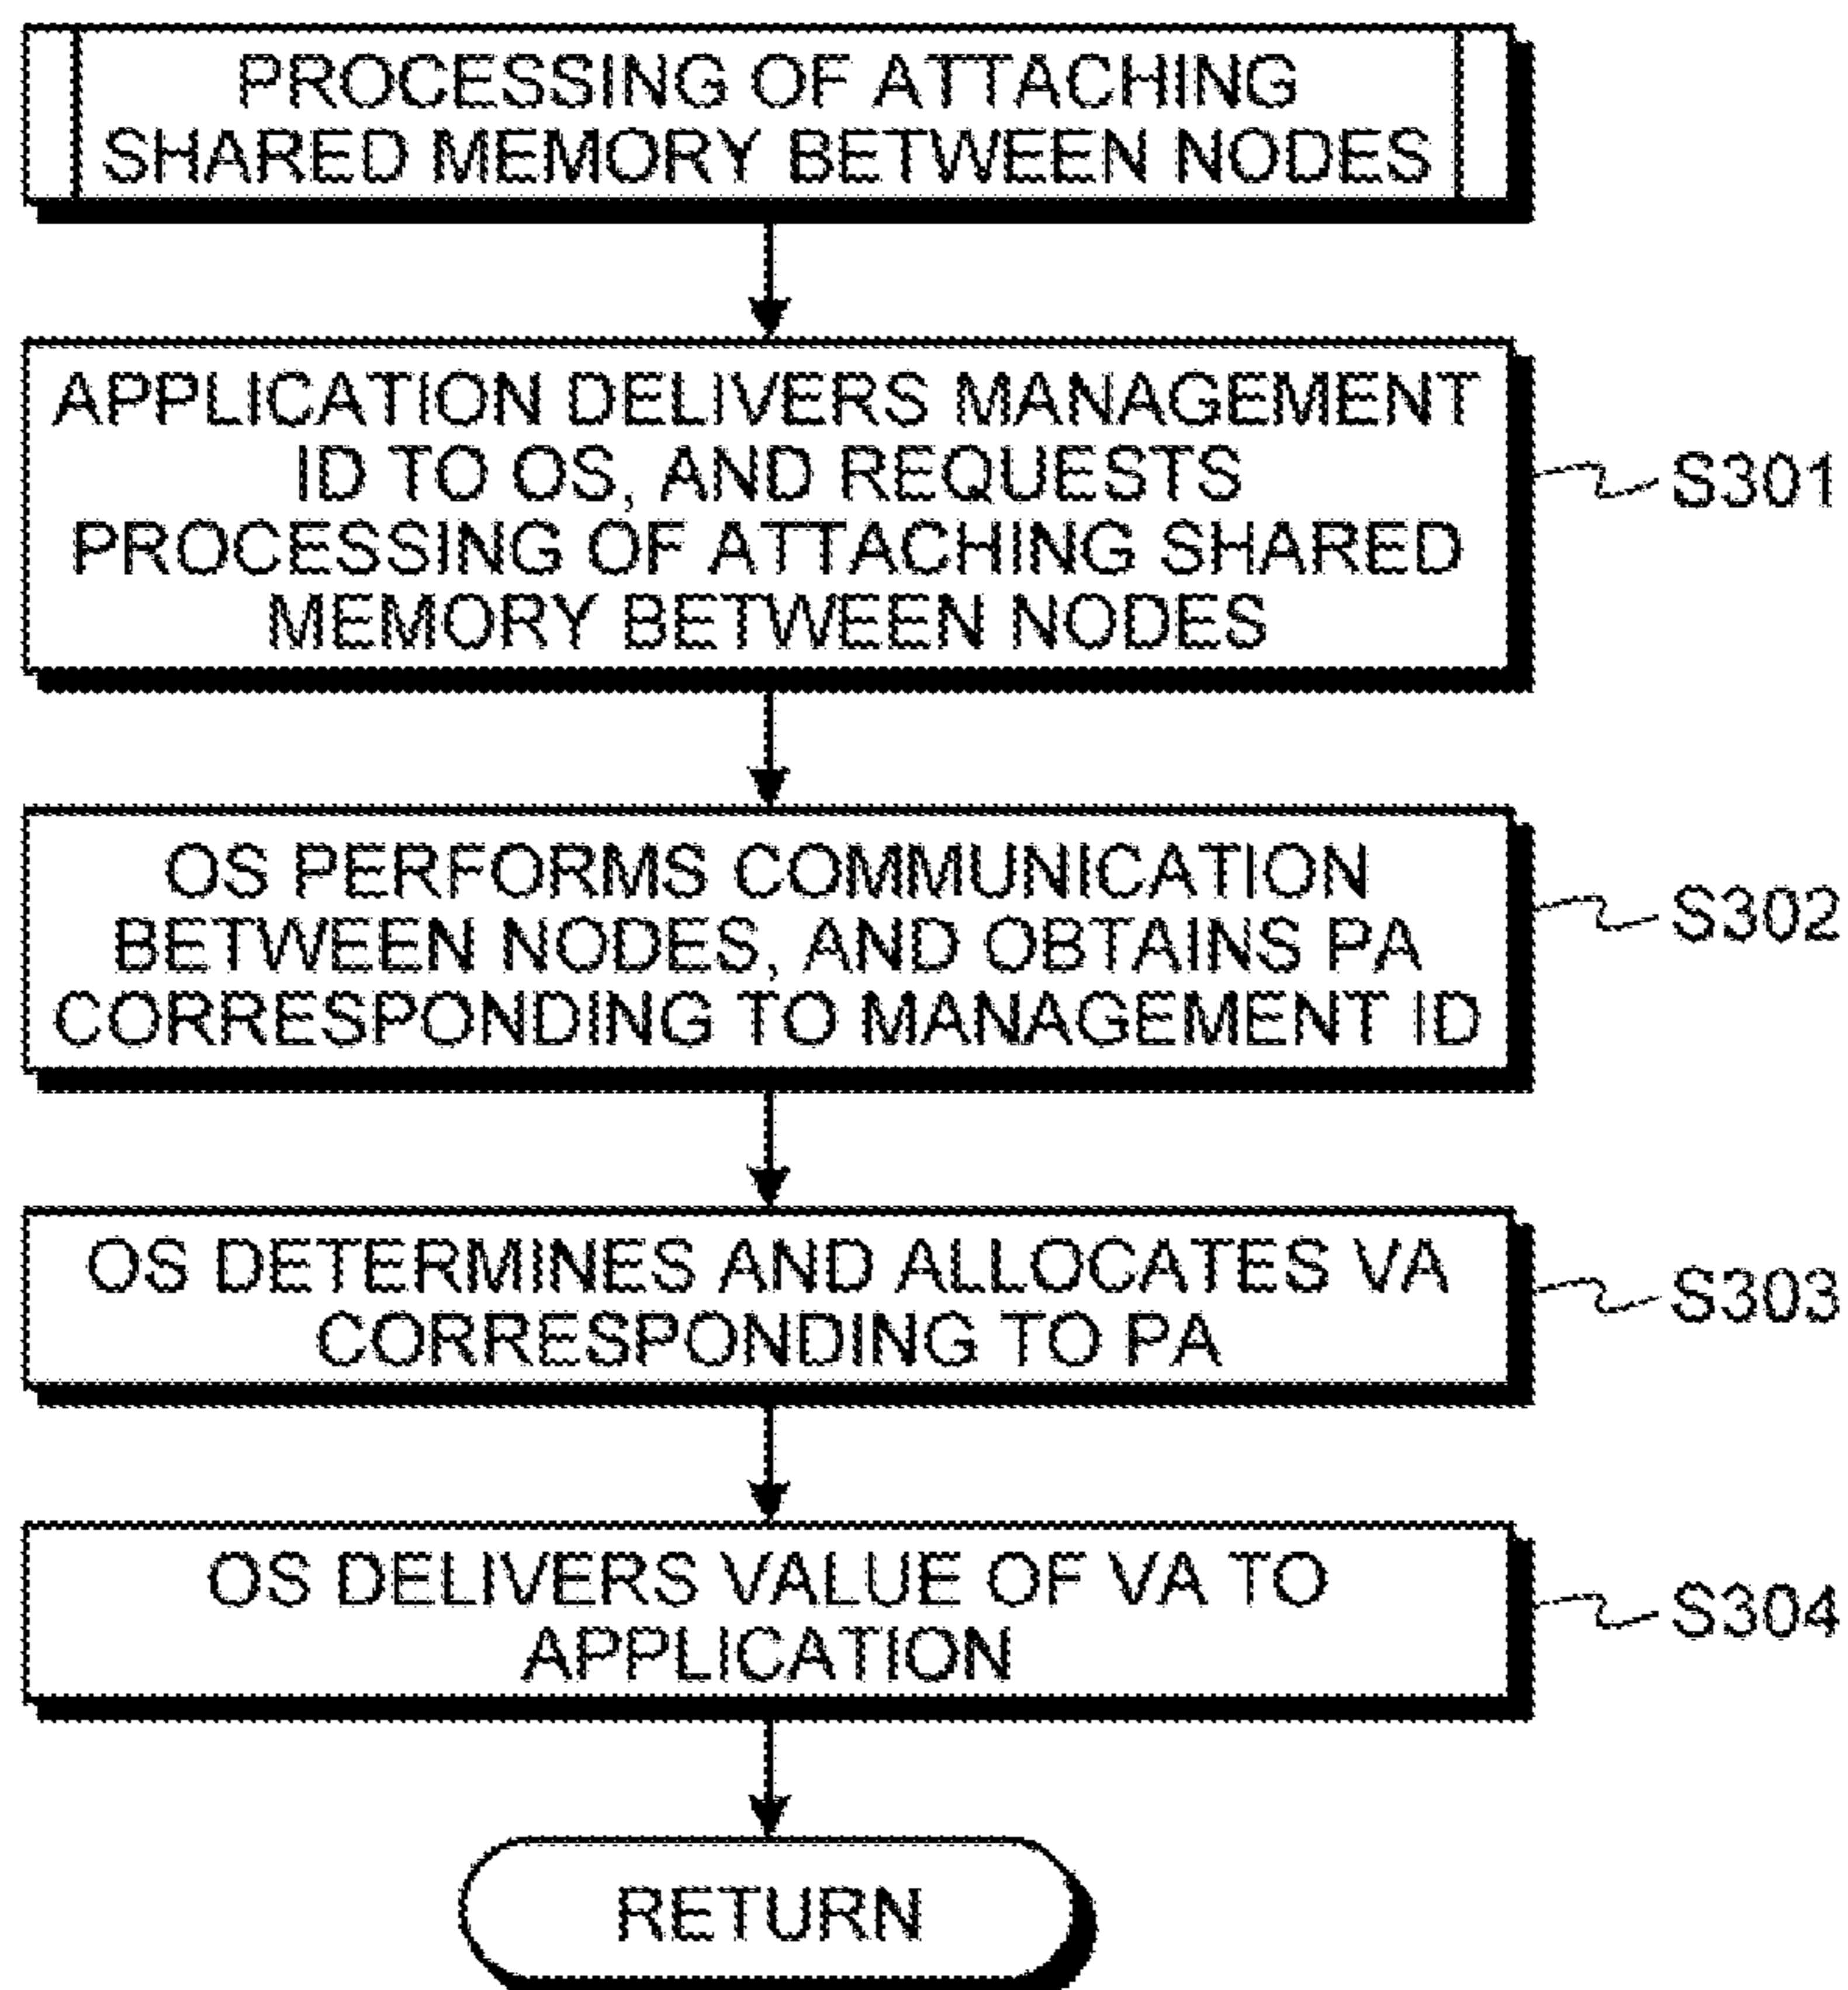 PROCESSING OF ATTACHING
SHARED MEMORY BETWEEN NODES
APPLICATION DELIVERS MANAGEMENT
ID TO OS, AND REQUESTS
PROCESSING OF ATTACHING SHARED
MEMORY BETWEEN NODES
S301
OS PERFORMS COMMUNICATION
BETWEEN NODES, AND OBTAINS PA
CORRESPONDING TO MANAGEMENT ID
S302
OS DETERMINES AND ALLOCATES VA
CORRESPONDING TO PA
S303
OS DELIVERS VALUE OF VA TO
APPLICATION
S304
RETURN